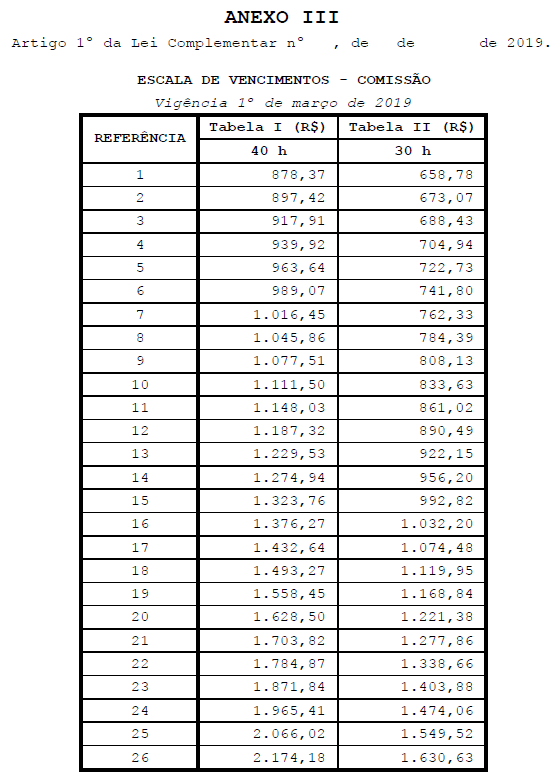 ANEXO III
Artigo 1º da Lei Complementar nº   , de   de       de 2019.
ESCALA DE VENCIMENTOS - COMISSÃO
Vigência 1º de março de 2019
REFERÊNCIA Tabela I (R$) Tabela II (R$)
40 h 30 h
1 878,37 658,78
2 897,42 673,07
3 917,91 688,43
4 939,92 704,94
5 963,64 722,73
6 989,07 741,80
7 1.016,45 762,33
8 1.045,86 784,39
9 1.077,51 808,13
10 1.111,50 833,63
11 1.148,03 861,02
12 1.187,32 890,49
13 1.229,53 922,15
14 1.274,94 956,20
15 1.323,76 992,82
16 1.376,27 1.032,20
17 1.432,64 1.074,48
18 1.493,27 1.119,95
19 1.558,45 1.168,84
20 1.628,50 1.221,38
21 1.703,82 1.277,86
22 1.784,87 1.338,66
23 1.871,84 1.403,88
24 1.965,41 1.474,06
25 2.066,02 1.549,52
26 2.174,18 1.630,63